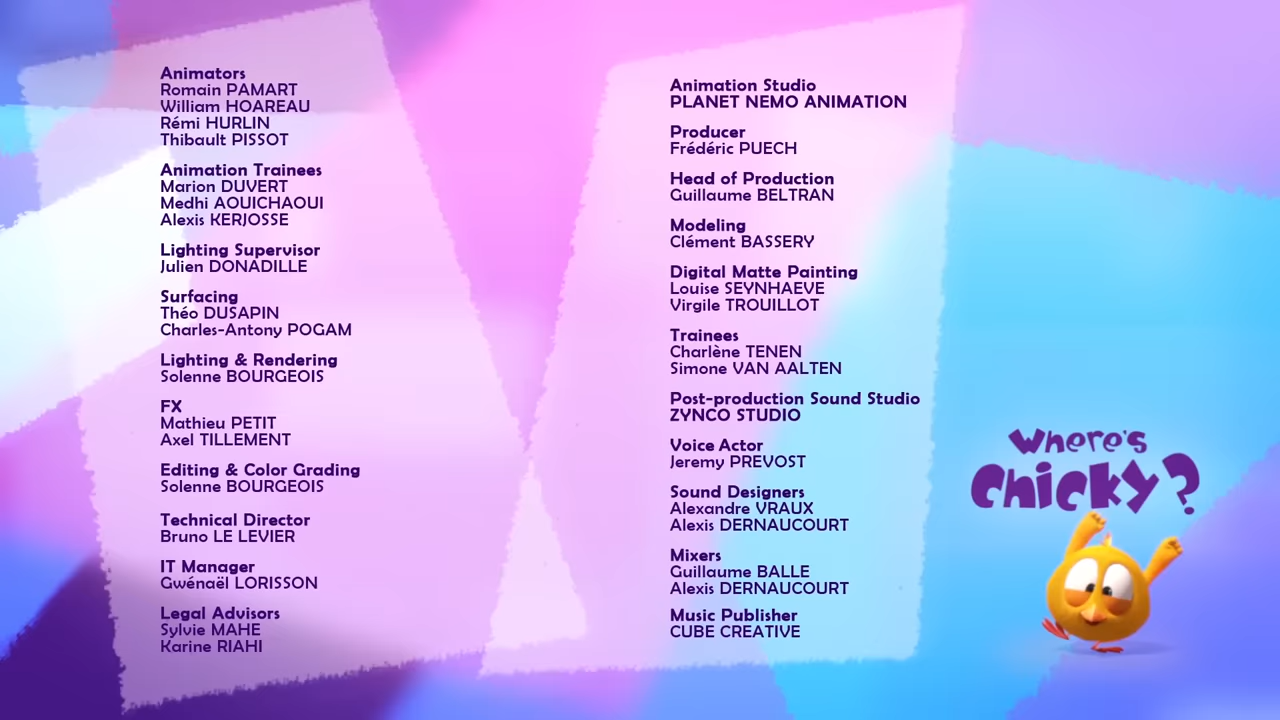 Animators
Romain PAMART
William HOAREAU
Rémi HURLIN
Thibault PISSOT
Animation Trainees
Marion DUVERT
Medhi AOUICHAOUI
Alexis KERJOSSE
Lighting Supervisor
Julien DONADILLE
Surfacing
Théo DUSAPIN
Charles-Antony POGAM
Lighting & Rendering
Solenne BOURGEOIS
FX
Mathieu PETIT
Axel TILLEMENT
Editing & Color Grading
Solenne BOURGEOIS
Technical Director
Bruno LE LEVIER
IT Manager
Gwénaël LORISSON
Legal Advisors
Sylvie MAHE
Karine RIAHI
Animation Studio
PLANET NEMO ANIMATION
Producer
Frédéric PUECH
Head of Production
Guillaume BELTRAN
Modeling
Clément BASSERY
Digital Matte Painting
Louise SEYNHAEVE
Virgile TROUILLOT
Trainees
Charlène TENEN
Simone VAN AALTEN
Post-production Sound Studio
ZYNCO STUDIO
Voice Actor
Jeremy PREVOST
Sound Designers
Alexandre VRAUX
Alexis DERNAUCOURT
Mixers
Guillaume BALLE
Alexis DERNAUCOURT
Music Publisher
CUBE CREATIVE
Where's
Chicky?